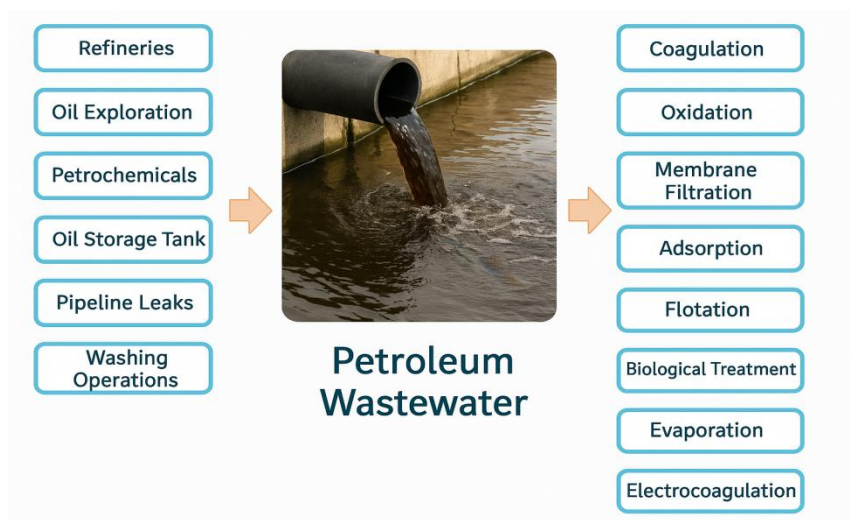 Refineries
Oil Exploration
Petrochemicals
Oil Storage Tank
Pipeline Leaks
Washing
Operations
Petroleum
Wastewater
Coagulation
Oxidation
Membrane
Filtration
Adsorption
Flotation
Biological Treatment
Evaporation
Electrocoagulation